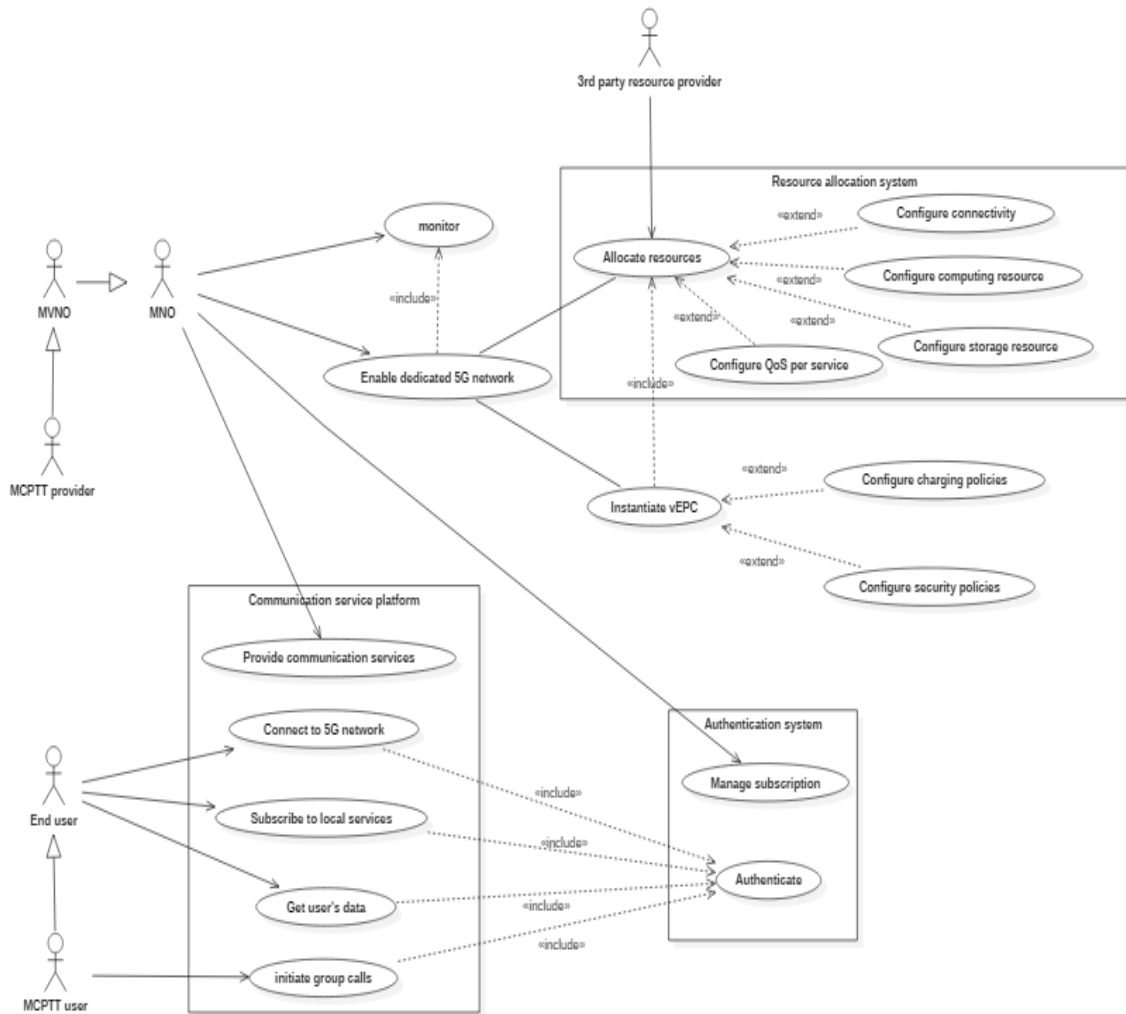 3rd party resource provider
Resource allocation system
«extend»
Configure connectivity
monitor
Allocate resources
Configure computing resource
«extend»
MVNO
MNO
«include»
«extend»
«extend»
Configure storage resource
Enable dedicated 5G network
Configure QoS per service
«include»
MCPTT provider
«extend»
Configure charging policies
Instantiate vEPC
«extend»
Configure security policies
Communication service platform
Provide communication services
Connect to 5G network
Authentication system
Manage subscription
«include»
End user
Subscribe to local services
«include»
Authenticate
Get user's data
«include»
«include»
initiate group calls
MCPTT user